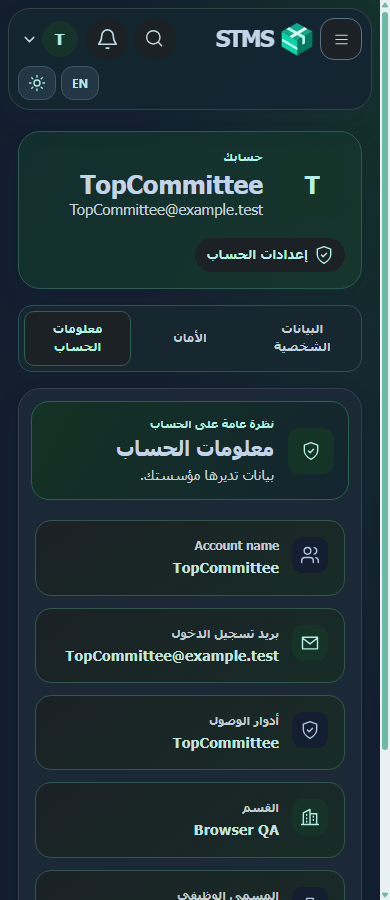 STMS
T
EN
حسابك
TopCommittee
T
TopCommittee@example.test
إعدادات الحساب
البيانات الشخصية
الأمان
معلومات الحساب
نظرة عامة على الحساب
معلومات الحساب
بيانات تديرها مؤسستك.
Account name
TopCommittee
بريد تسجيل الدخول
TopCommittee@example.test
أدوار الوصول
TopCommittee
القسم
Browser QA
المسمى الوظيفي